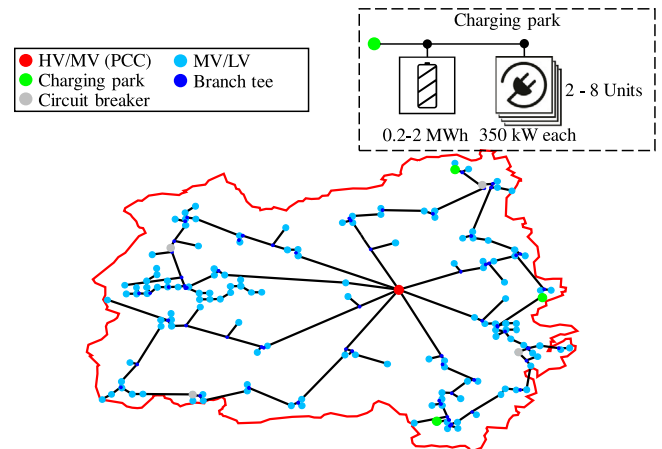 Charging park
HV/MV (PCC)
MV/LV
Charging park
Branch tee
Circuit breaker
2 - 8 Units
0.2-2 MWh
350 kW each